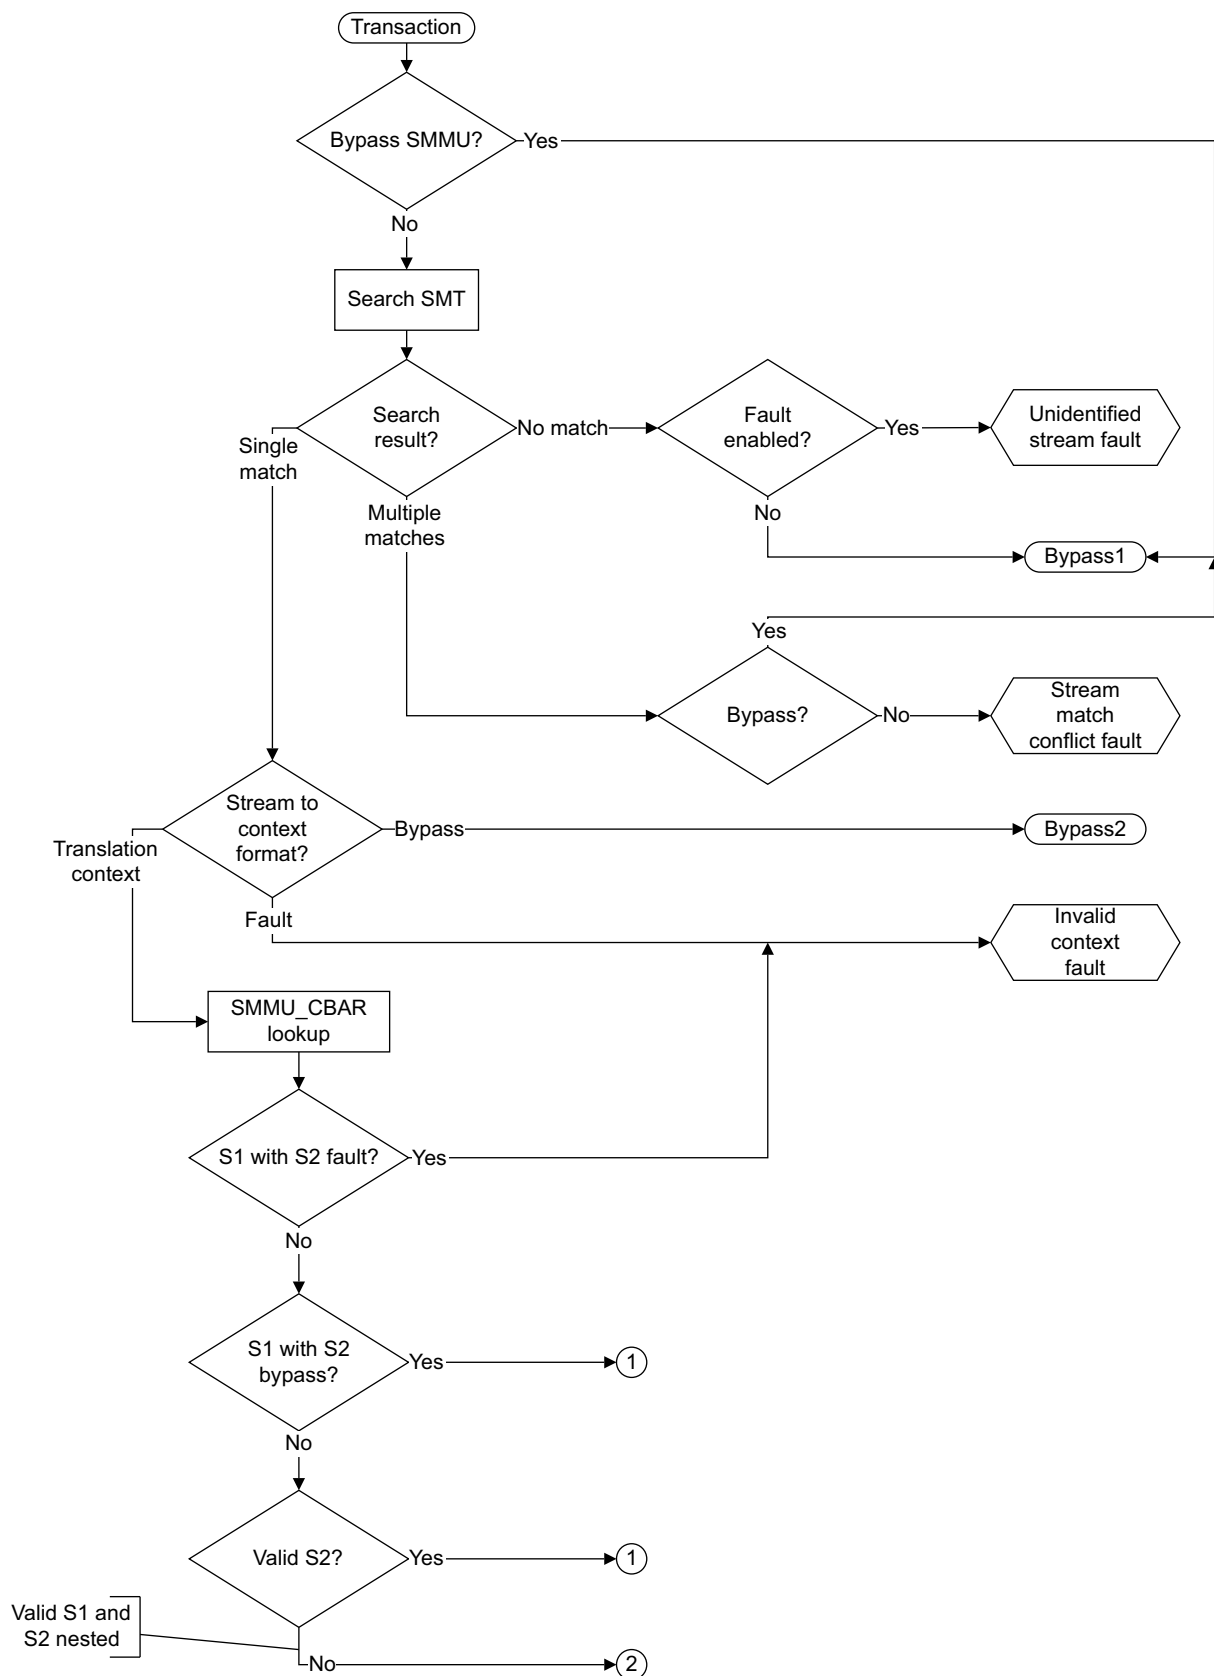 Transaction
Bypass SMMU?
Yes
No
Search SMT
Search
result?
No match
Fault
enabled?
Yes
Unidentified
stream fault
Single
match
Multiple
matches
No
Bypass1
Yes
Bypass?
No
Stream
match
conflict fault
Stream to
context
format?
Bypass
Bypass2
Translation
context
Fault
Invalid
context
fault
SMMU_CBAR
lookup
S1 with S2 fault?
Yes
No
S1 with S2
bypass?
Yes
1
No
Valid S2?
Yes
1
Valid S1 and
S2 nested
No
2